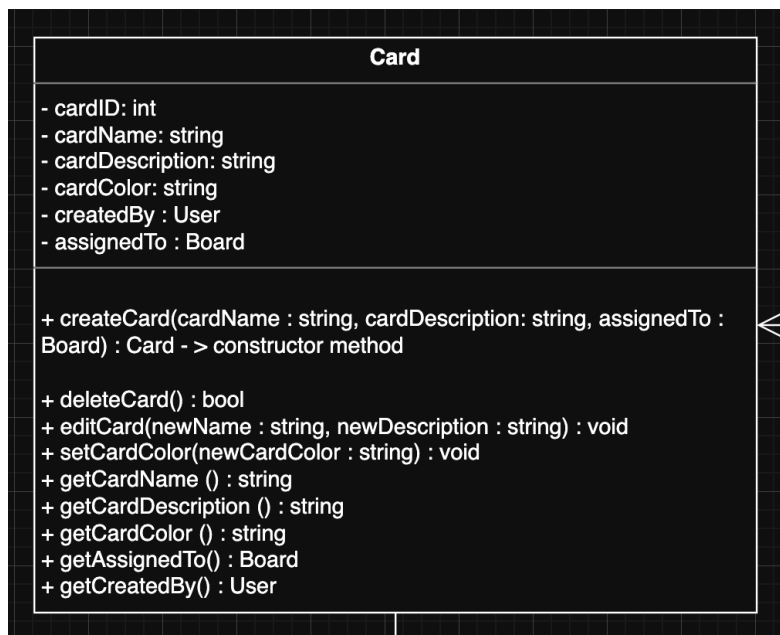 Card
- cardID: int
- cardName: string
- cardDescription: string
- cardColor: string
- createdBy : User
- assignedTo : Board
+ createCard(cardName : string, cardDescription: string, assignedTo :
Board) : Card - > constructor method
+ deleteCard() : bool
+ editCard(newName : string, newDescription : string) : void
+ setCardColor(newCardColor : string) : void
+ getCardName () : string
+ getCardDescription () : string
+ getCardColor () : string
+ getAssignedTo() : Board
+ getCreatedBy() : User